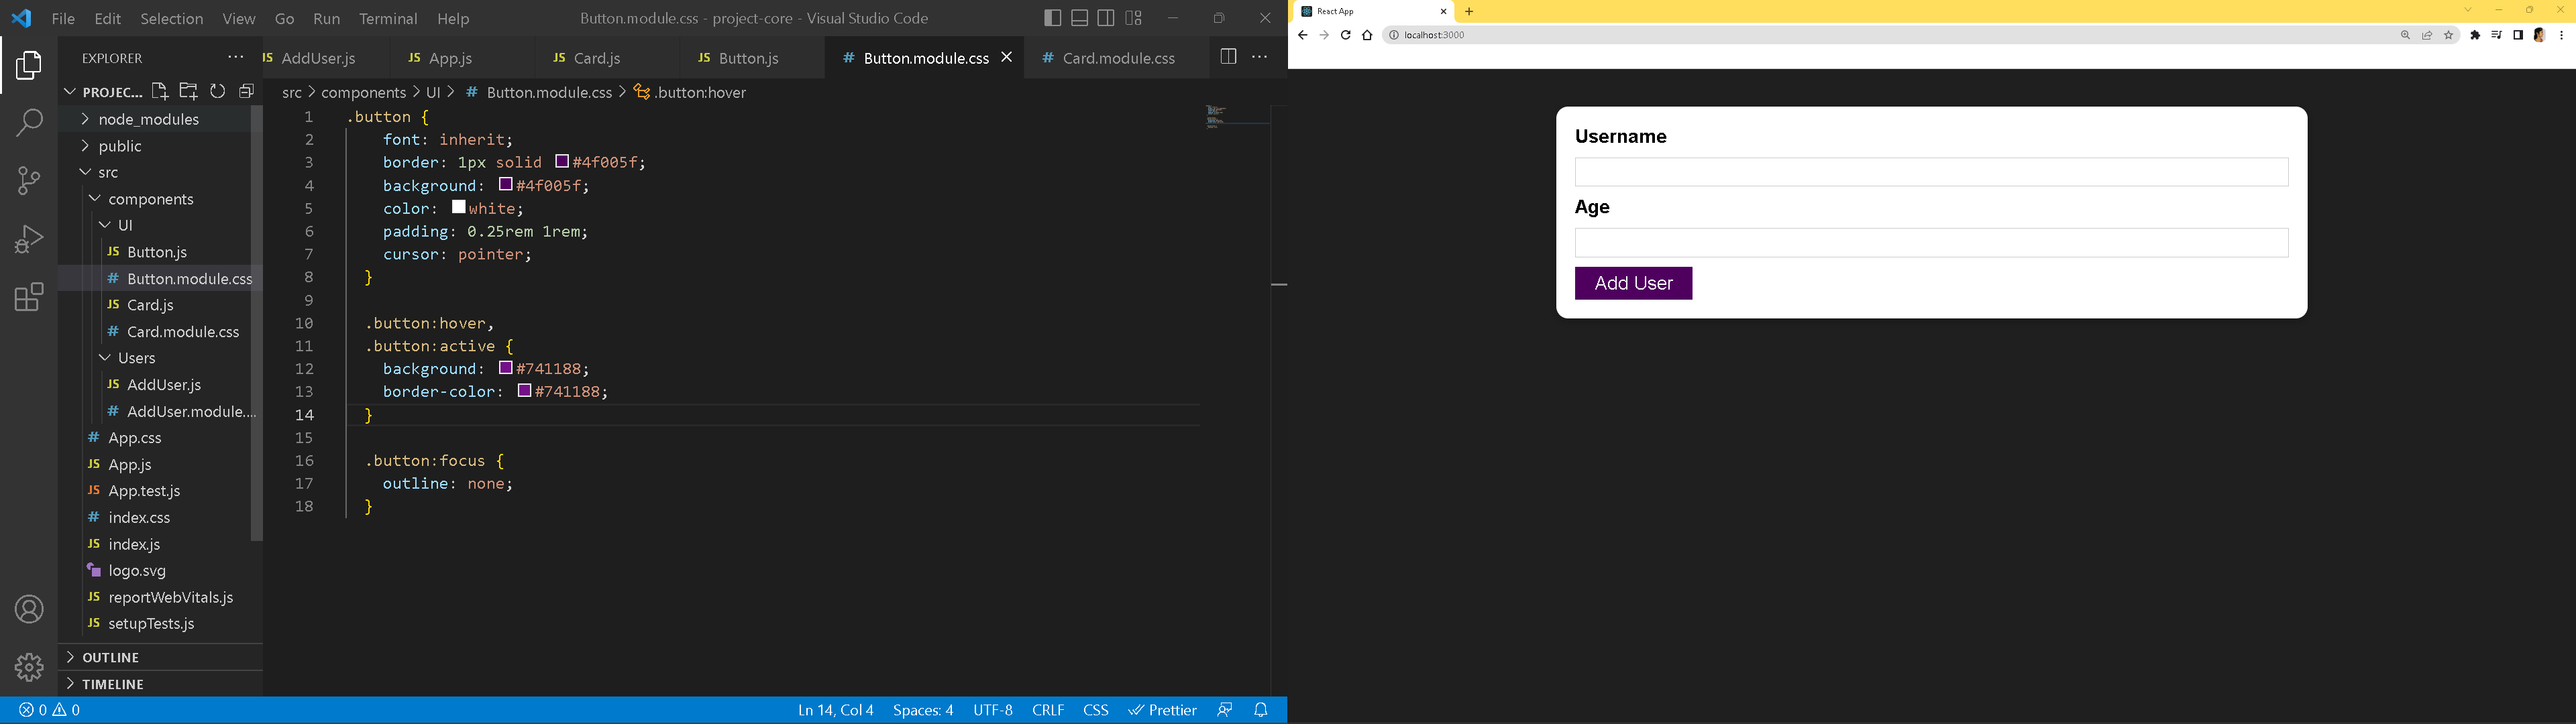 File Edit Selection View Go Run Terminal Help Button.module.css - project-core - Visual Studio Code
EXPLORER
PROJEC...
node_modules
public
src
components
UI
Button.js
Button.module.css
Card.js
Card.module.css
Users
AddUser.js
AddUser.module....
App.css
App.js
App.test.js
index.css
index.js
logo.svg
reportWebVitals.js
setupTests.js
OUTLINE
TIMELINE
JS AddUser.js JS App.js JS Card.js JS Button.js # Button.module.css # Card.module.css
src > components > UI > # Button.module.css > .button:hover
1 .button {
2 font: inherit;
3 border: 1px solid #4f005f;
4 background: #4f005f;
5 color: white;
6 padding: 0.25rem 1rem;
7 cursor: pointer;
8 }
9
10 .button:hover,
11 .button:active {
12 background: #741188;
13 border-color: #741188;
14 }
15
16 .button:focus {
17 outline: none;
18 }
0 0 Ln 14, Col 4 Spaces: 4 UTF-8 CRLF CSS Prettier
React App
localhost:3000
Username
Age
Add User